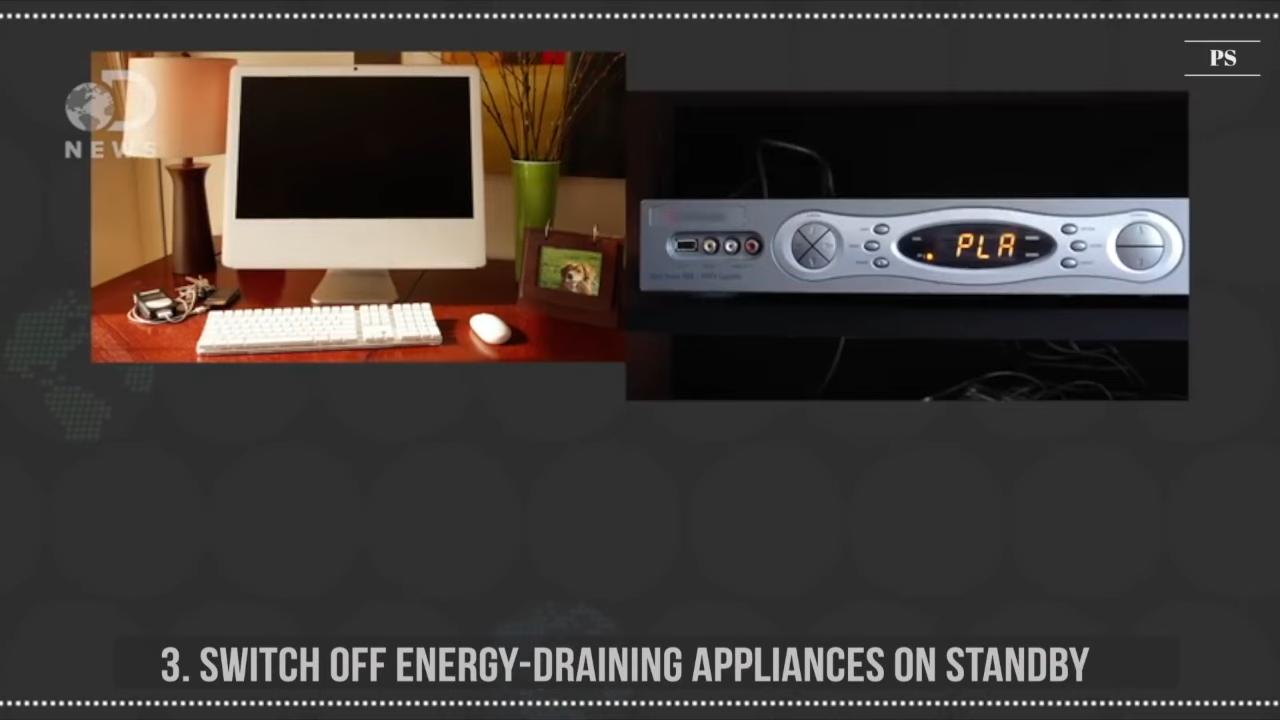 PS
NEWS
PLA
3. SWITCH OFF ENERGY-DRAINING APPLIANCES ON STANDBY